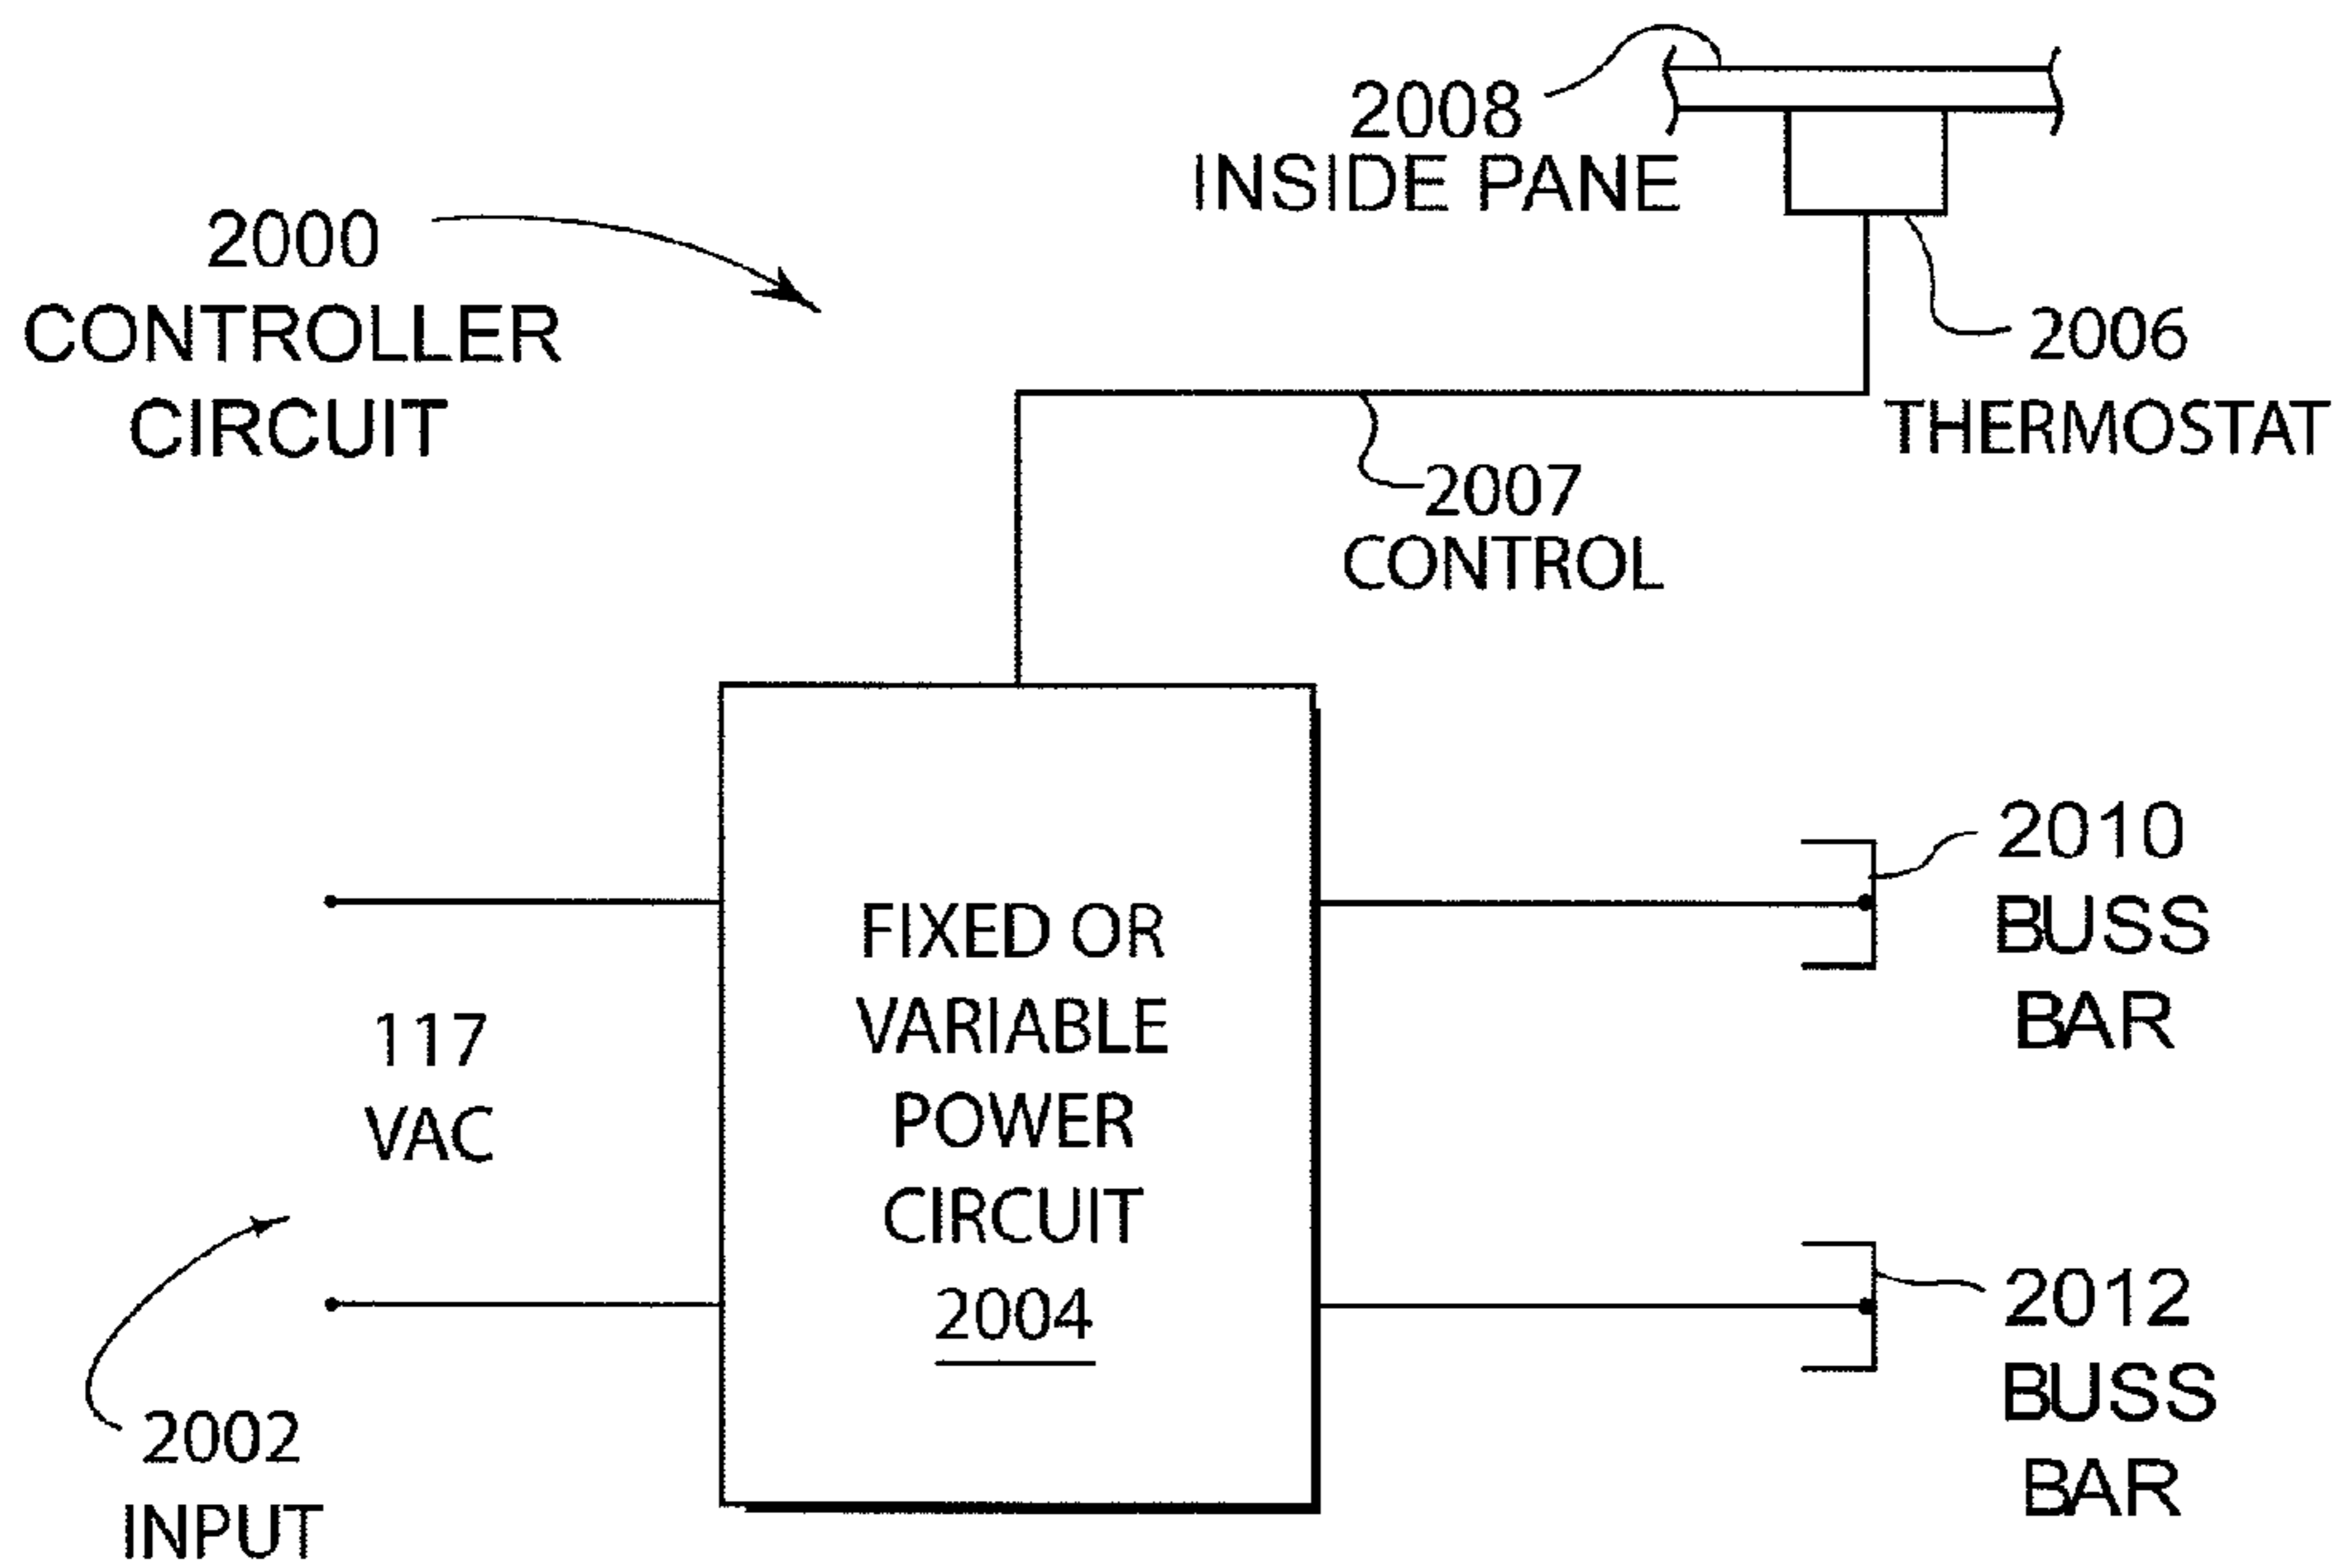 2008
INSIDE PANE
2000
CONTROLLER
CIRCUIT
2006
THERMOSTAT
2007
CONTROL
FIXED OR
VARIABLE
POWER
CIRCUIT
2004
117
VAC
2002
INPUT
2010
BUSS
BAR
2012
BUSS
BAR